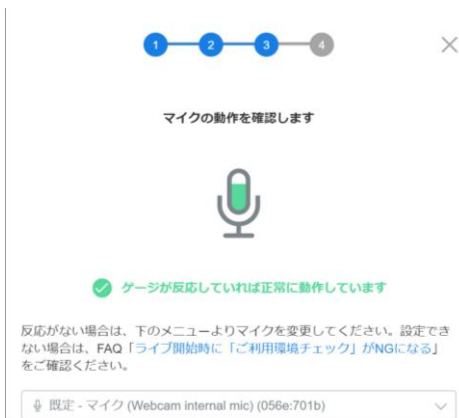 1 2 3 4
マイクの動作を確認します
ゲージが反応していれば正常に動作しています
反応がない場合は、下のメニューよりマイクを変更してください。設定でき
ない場合は、FAQ「ライブ開始時に「ご利用環境チェック」がNGになる」
をご確認ください。
既定 - マイク (Webcam internal mic) (056e:701b)